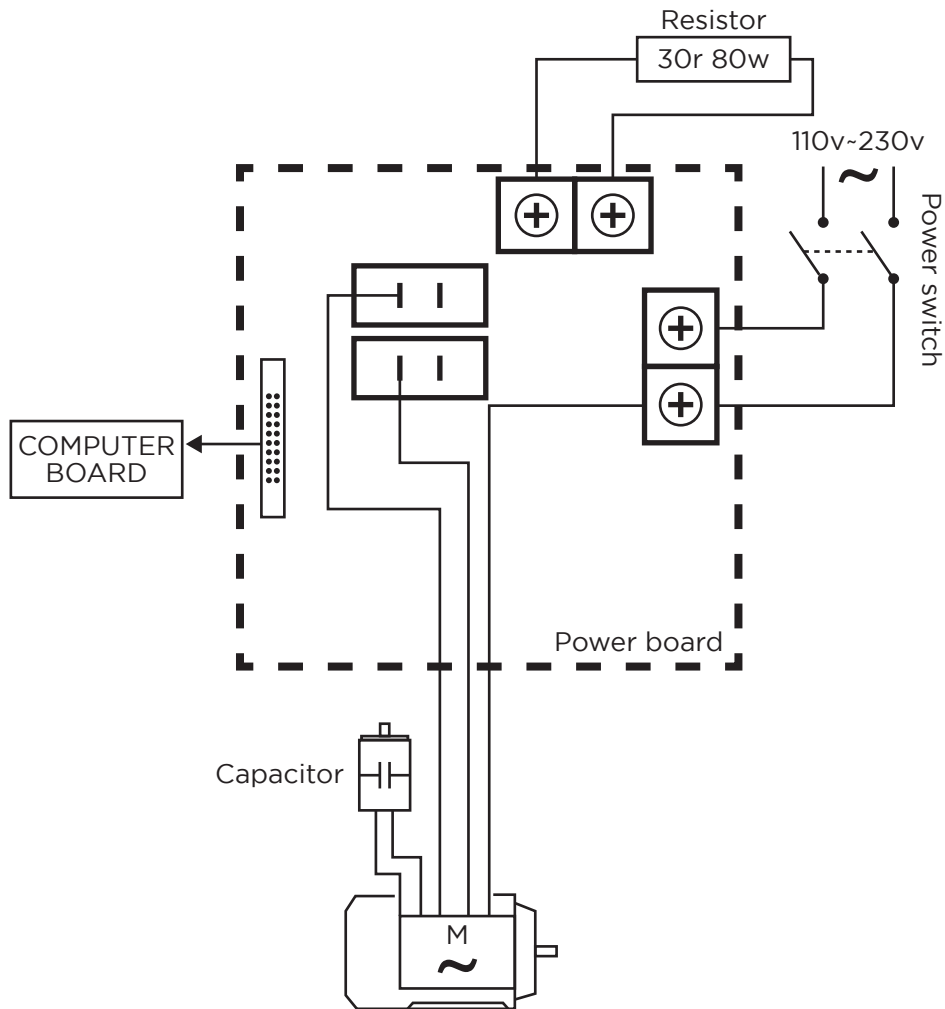 Resistor
30r 80w
110v~230v
~
Power switch
COMPUTER
BOARD
Power board
Capacitor
M
~